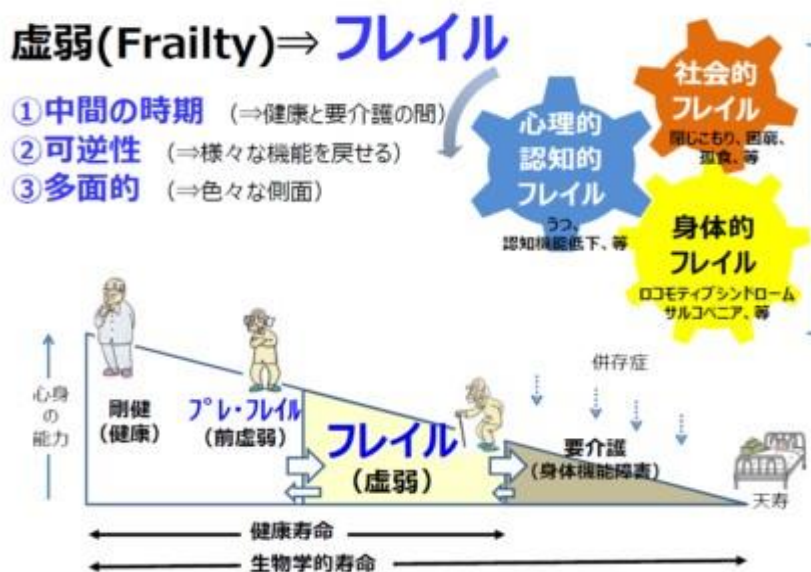 虚弱(Frailty)⇒ フレイル
①中間の時期 (⇒健康と要介護の間)
②可逆性 (⇒様々な機能を戻せる)
③多面的 (⇒色々な側面)
社会的
フレイル
閉じこもり、困窮、
孤食、等
心理的
認知的
フレイル
うつ、
認知機能低下、等
身体的
フレイル
ロコモティブシンドローム
サルコペニア、等
心身
の
能力
剛健
(健康)
プレ・フレイル
(前虚弱)
フレイル
(虚弱)
併存症
要介護
(身体機能障害)
天寿
健康寿命
生物学的寿命